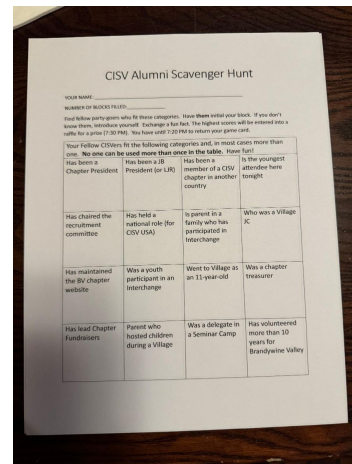 CISV Alumni Scavenger Hunt
YOUR NAME:
NUMBER OF BLOCKS FILLED:
Find fellow party-goers who fit these categories. Have them initial your block. If you don't
know them, introduce yourself. Exchange a fun fact. The highest scores will be entered into a
raffle for a prize (7:30 PM). You have until 7:20 PM to return your game card.
Your Fellow CISVers fit the following categories and, in most cases more than
one. No one can be used more than once in the table. Have fun!
Has been a
Chapter President
Has been a JB
President (or LJR)
Has been a
member of a CISV
chapter in another
country
Is the youngest
attendee here
tonight
Has chaired the
recruitment
committee
Has held a
national role (for
CISV USA)
Is parent in a
family who has
participated in
Interchange
Who was a Village
JC
Has maintained
the BV chapter
website
Was a youth
participant in an
Interchange
Went to Village as
an 11-year-old
Was a chapter
treasurer
Has lead Chapter
Fundraisers
Parent who
hosted children
during a Village
Was a delegate in
a Seminar Camp
Has volunteered
more than 10
years for
Brandywine Valley